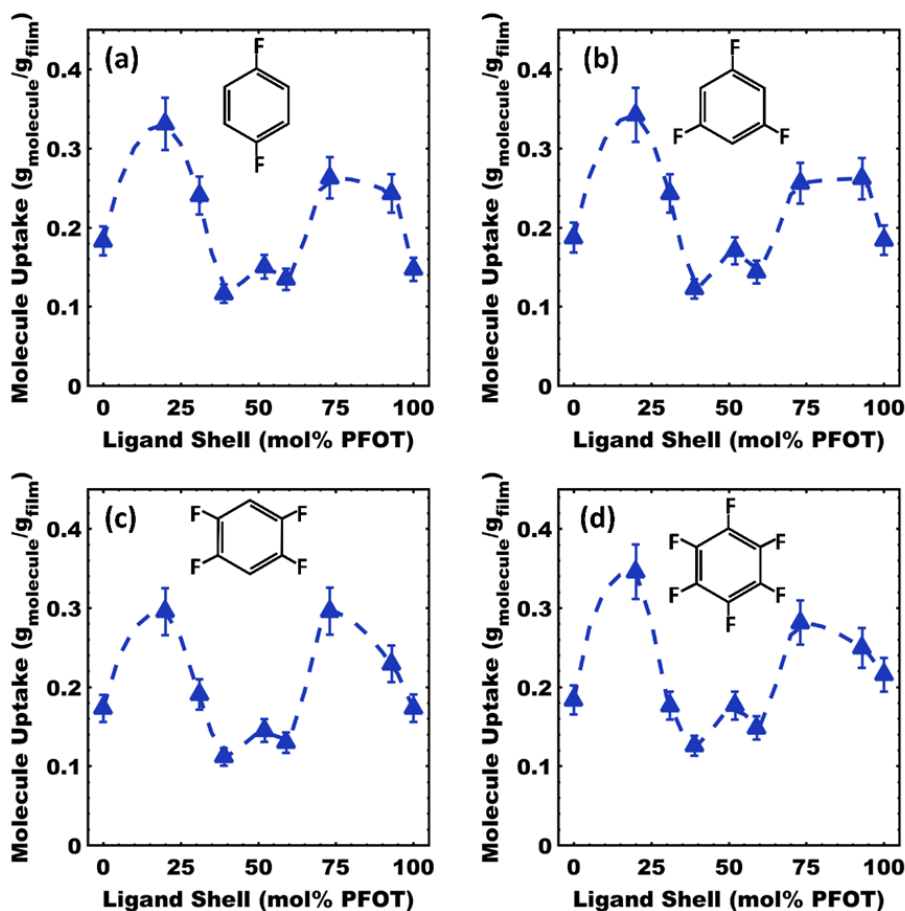 (a)
F
F
0.4
0.3
0.2
0.1
0
Molecule Uptake (gmolecule/gfilm)
0 25 50 75 100
Ligand Shell (mol% PFOT)
(b)
F
F F
0.4
0.3
0.2
0.1
0
Molecule Uptake (gmolecule/gfilm)
0 25 50 75 100
Ligand Shell (mol% PFOT)
(c)
F F
F F
0.4
0.3
0.2
0.1
0
Molecule Uptake (gmolecule/gfilm)
0 25 50 75 100
Ligand Shell (mol% PFOT)
(d)
F
F F
F F
F
0.4
0.3
0.2
0.1
0
Molecule Uptake (gmolecule/gfilm)
0 25 50 75 100
Ligand Shell (mol% PFOT)